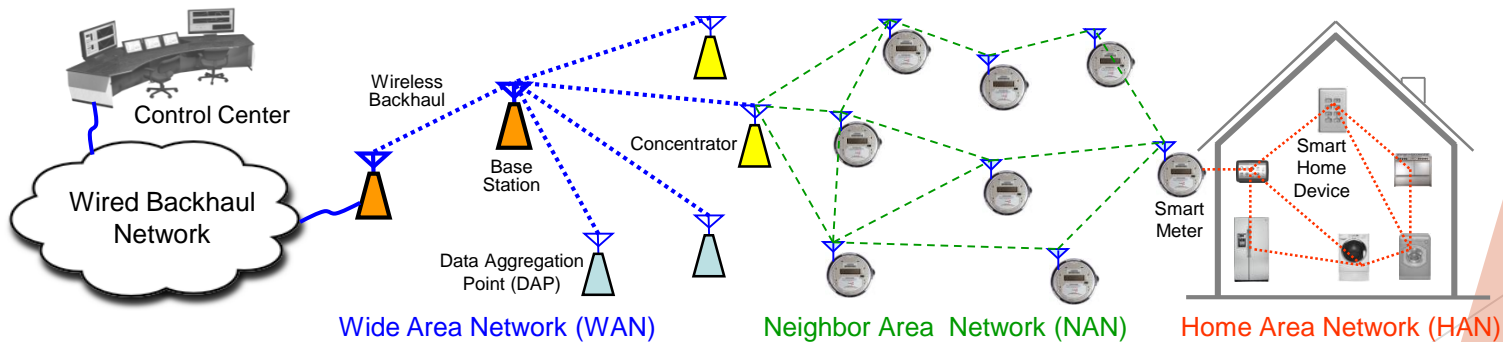 Control Center
Wired Backhaul
Network
Wireless
Backhaul
Base
Station
Concentrator
Data Aggregation
Point (DAP)
Smart
Meter
Smart
Home
Device
Wide Area Network (WAN)
Neighbor Area  Network (NAN)
Home Area Network (HAN)